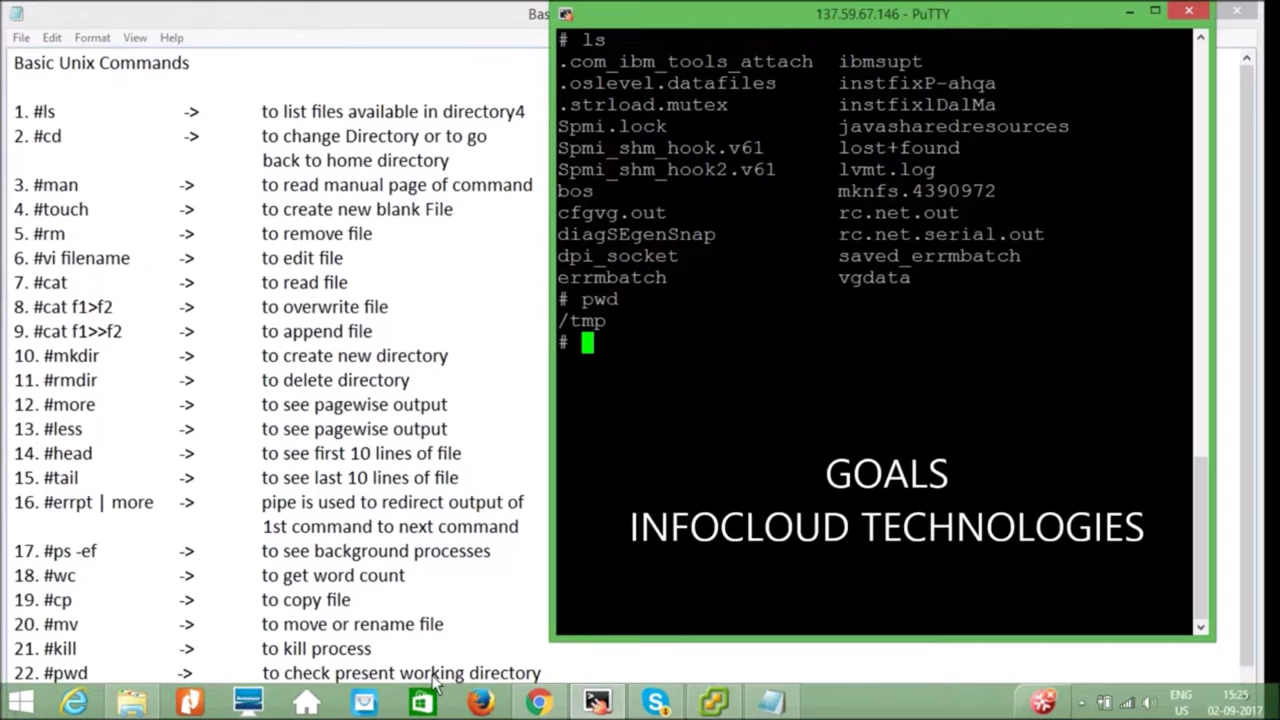 Bas
File Edit Format View Help
Basic Unix Commands
1. #ls -> to list files available in directory4
2. #cd -> to change Directory or to go
back to home directory
3. #man -> to read manual page of command
4. #touch -> to create new blank File
5. #rm -> to remove file
6. #vi filename -> to edit file
7. #cat -> to read file
8. #cat f1>f2 -> to overwrite file
9. #cat f1>>f2 -> to append file
10. #mkdir -> to create new directory
11. #rmdir -> to delete directory
12. #more -> to see pagewise output
13. #less -> to see pagewise output
14. #head -> to see first 10 lines of file
15. #tail -> to see last 10 lines of file
16. #errpt | more -> pipe is used to redirect output of
1st command to next command
17. #ps -ef -> to see background processes
18. #wc -> to get word count
19. #cp -> to copy file
20. #mv -> to move or rename file
21. #kill -> to kill process
22. #pwd -> to check present working directory
137.59.67.146 - PuTTY
# ls
.com_ibm_tools_attach ibmsupt
.oslevel.datafiles instfixP-ahqa
.strload.mutex instfixlDalMa
Spmi.lock javasharedresources
Spmi_shm_hook.v61 lost+found
Spmi_shm_hook2.v61 lvmt.log
bos mknfs.4390972
cfgvg.out rc.net.out
diagSEgenSnap rc.net.serial.out
dpi_socket saved_errmbatch
errmbatch vgdata
# pwd
/tmp
#
GOALS
INFOCLOUD TECHNOLOGIES
ENG 15:25
US 02-09-2017